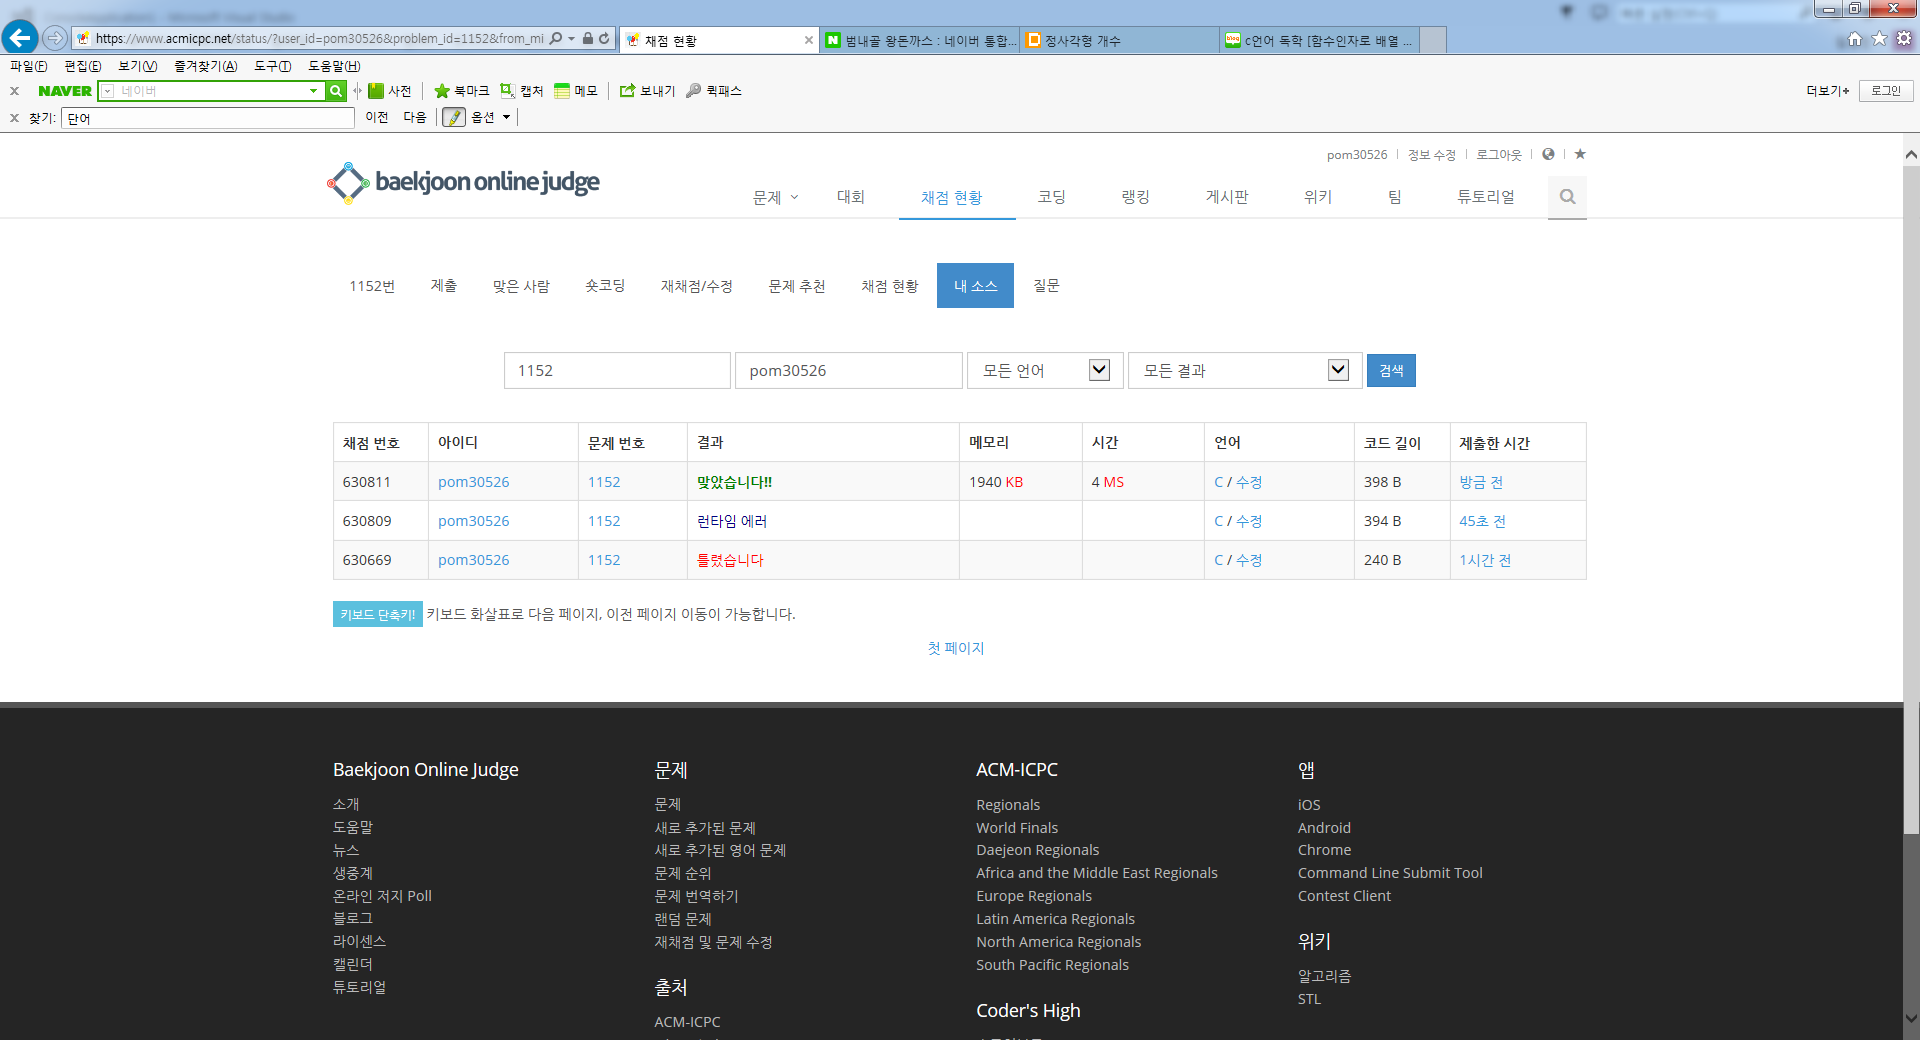 https://www.acmicpc.net/status/?user_id=pom30526&problem_id=1152&from_mi
채점 현황
범내골 왕돈까스 : 네이버 통합...
정사각형 개수
c언어 독학 [함수인자로 배열 ...
파일(F) 편집(E) 보기(V) 즐겨찾기(A) 도구(T) 도움말(H)
x NAVER 네이버 사전 북마크 캡처 메모 보내기 퀵패스 더보기+ 로그인
x 찾기: 단어 이전 다음 옵션
pom30526 정보 수정 로그아웃
baekjoon online judge
문제 대회 채점 현황 코딩 랭킹 게시판 위키 팀 튜토리얼
1152번 제출 맞은 사람 숏코딩 재채점/수정 문제 추천 채점 현황 내 소스 질문
1152 pom30526 모든 언어 모든 결과 검색
채점 번호 아이디 문제 번호 결과 메모리 시간 언어 코드 길이 제출한 시간
630811 pom30526 1152 맞았습니다!! 1940 KB 4 MS C / 수정 398 B 방금 전
630809 pom30526 1152 런타임 에러 C / 수정 394 B 45초 전
630669 pom30526 1152 틀렸습니다 C / 수정 240 B 1시간 전
키보드 단축키! 키보드 화살표로 다음 페이지, 이전 페이지 이동이 가능합니다.
첫 페이지
Baekjoon Online Judge
소개
도움말
뉴스
생중계
온라인 저지 Poll
블로그
라이센스
캘린더
튜토리얼
문제
문제
새로 추가된 문제
새로 추가된 영어 문제
문제 순위
문제 번역하기
랜덤 문제
재채점 및 문제 수정
출처
ACM-ICPC
ACM-ICPC
Regionals
World Finals
Daejeon Regionals
Africa and the Middle East Regionals
Europe Regionals
Latin America Regionals
North America Regionals
South Pacific Regionals
Coder's High
앱
iOS
Android
Chrome
Command Line Submit Tool
Contest Client
위키
알고리즘
STL